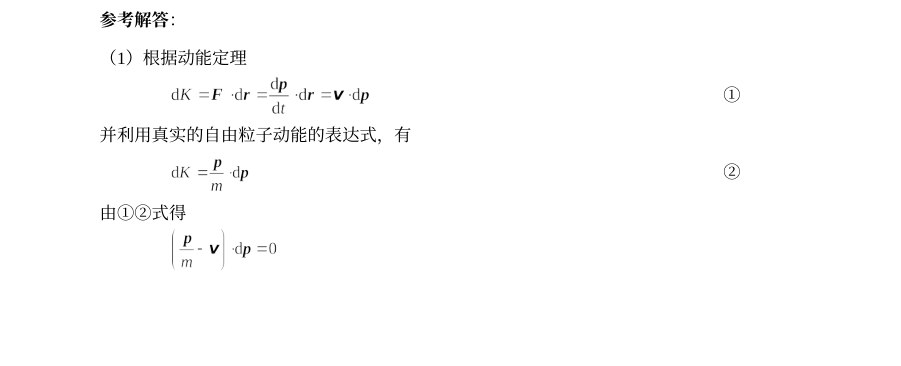 参考解答：
（1）根据动能定理
dK = F · dr = dp/dt · dr = v · dp ①
并利用真实的自由粒子动能的表达式，有
dK = p/m · dp ②
由①②式得
(p/m - v) · dp = 0